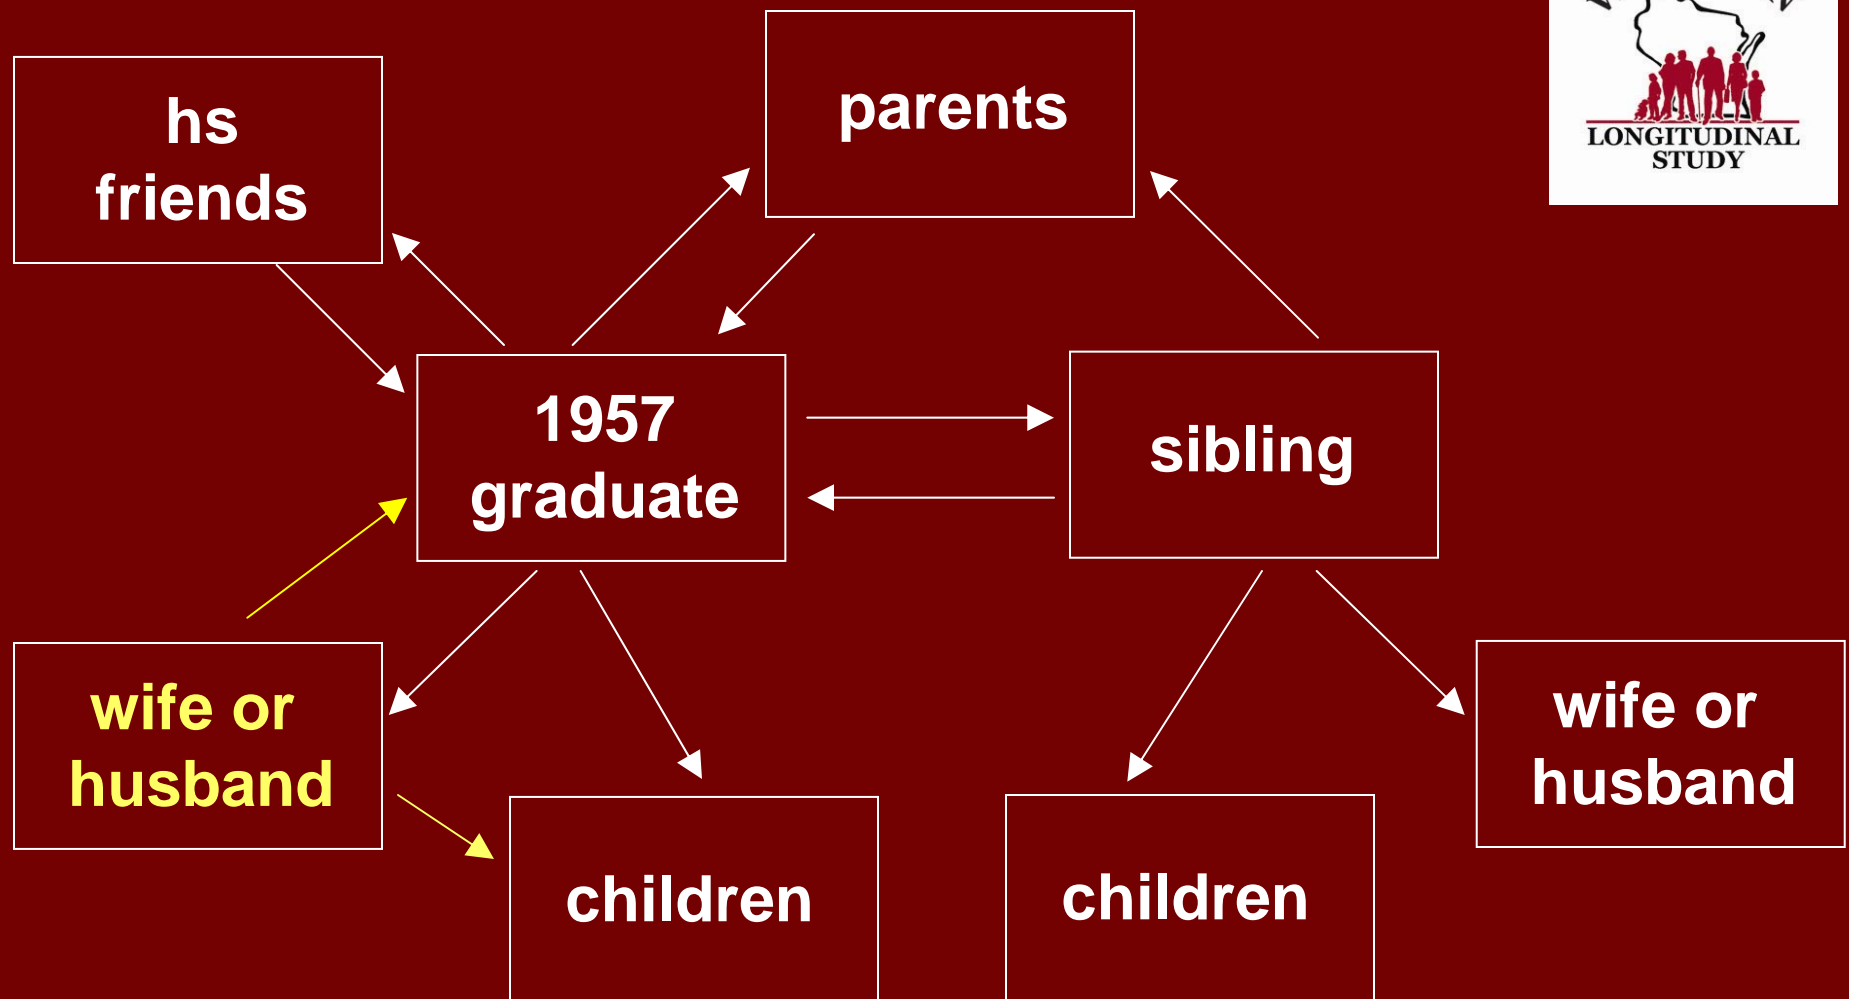 parents
hs
friends
LONGITUDINAL
STUDY
1957
graduate
sibling
wife or
husband
wife or
husband
children
children